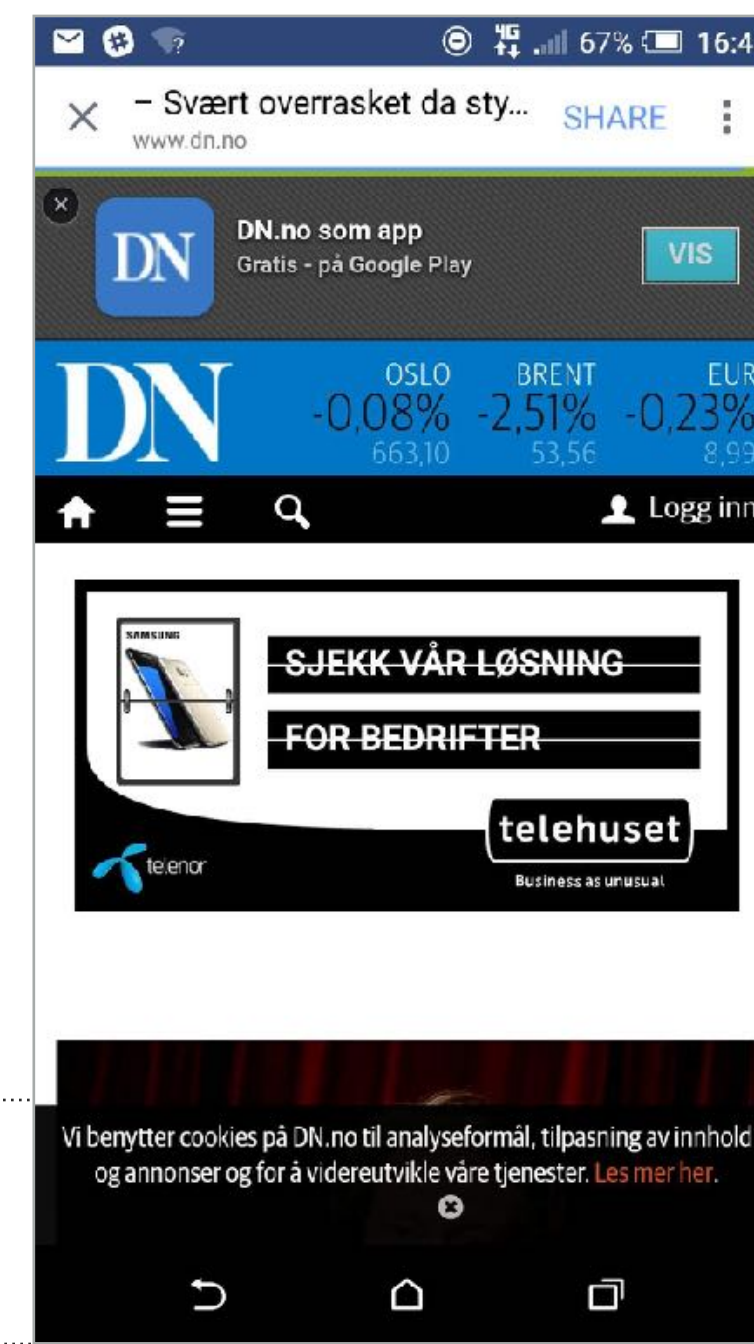 4G 67% 16:4
– Svært overrasket da sty... SHARE
www.dn.no
DN DN.no som app
Gratis - på Google Play
VIS
DN
OSLO BRENT EUR
-0,08% -2,51% -0,23%
663,10 53,56 8,99
Logg inn
SAMSUNG
SJEKK VÅR LØSNING
FOR BEDRIFTER
telehuset
telenor
Business as unusual
Vi benytter cookies på DN.no til analyseformål, tilpasning av innhold
og annonser og for å videreutvikle våre tjenester. Les mer her.